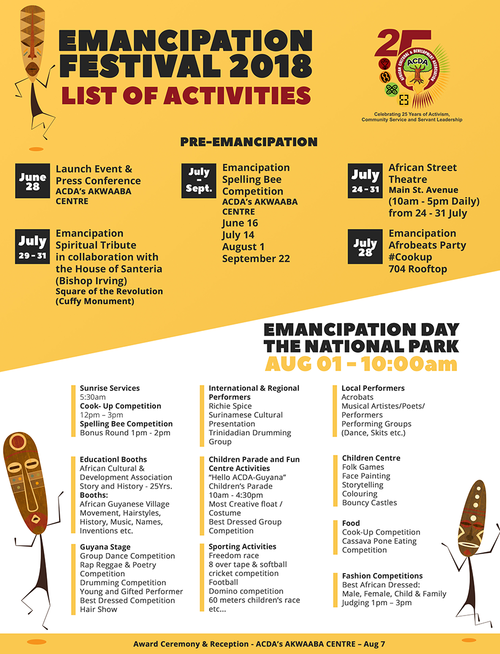 EMANCIPATION
FESTIVAL 2018
LIST OF ACTIVITIES
25
ACDA
Celebrating 25 Years of Activism,
Community Service and Servant Leadership
PRE-EMANCIPATION
June
28
Launch Event &
Press Conference
ACDA's AKWAABA
CENTRE
July
29 - 31
Emancipation
Spiritual Tribute
in collaboration with
the House of Santeria
(Bishop Irving)
Square of the Revolution
(Cuffy Monument)
July
-
Sept.
Emancipation
Spelling Bee
Competition
ACDA's AKWAABA
CENTRE
June 16
July 14
August 1
September 22
July
24 - 31
African Street
Theatre
Main St. Avenue
(10am - 5pm Daily)
from 24 - 31 July
July
28
Emancipation
Afrobeats Party
#Cookup
704 Rooftop
EMANCIPATION DAY
THE NATIONAL PARK
AUG 01 - 10:00am
Sunrise Services
5:30am
Cook- Up Competition
12pm – 3pm
Spelling Bee Competition
Bonus Round 1pm - 2pm
Educational Booths
African Cultural &
Development Association
Story and History - 25Yrs.
Booths:
African Guyanese Village
Movement, Hairstyles,
History, Music, Names,
Inventions etc.
Guyana Stage
Group Dance Competition
Rap Reggae & Poetry
Competition
Drumming Competition
Young and Gifted Performer
Best Dressed Competition
Hair Show
International & Regional
Performers
Richie Spice
Surinamese Cultural
Presentation
Trinidadian Drumming
Group
Children Parade and Fun
Centre Activities
"Hello ACDA-Guyana"
Children's Parade
10am - 4:30pm
Most Creative float /
Costume
Best Dressed Group
Competition
Sporting Activities
Freedom race
8 over tape & softball
cricket competition
Football
Domino competition
60 meters children's race
etc...
Local Performers
Acrobats
Musical Artistes/Poets/
Performers
Performing Groups
(Dance, Skits etc.)
Children Centre
Folk Games
Face Painting
Storytelling
Colouring
Bouncy Castles
Food
Cook-Up Competition
Cassava Pone Eating
Competition
Fashion Competitions
Best African Dressed:
Male, Female, Child & Family
Judging 1pm – 3pm
Award Ceremony & Reception - ACDA's AKWAABA CENTRE – Aug 7